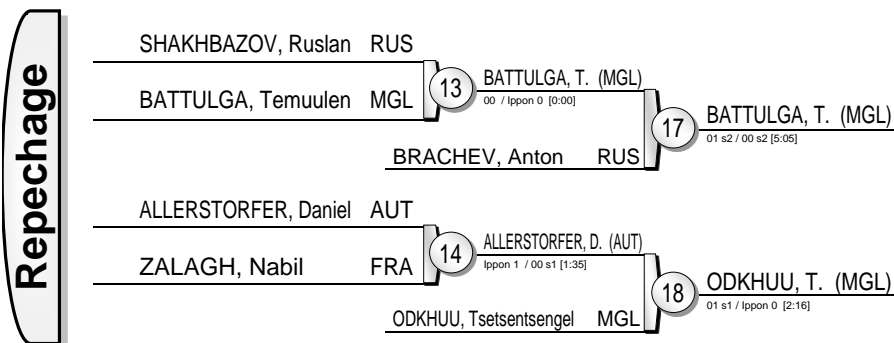 Repechage
SHAKHBAZOV, Ruslan RUS
BATTULGA, Temuulen MGL
13
BATTULGA, T. (MGL)
00 / Ippon 0 [0:00]
BRACHEV, Anton RUS
17
BATTULGA, T. (MGL)
01 s2 / 00 s2 [5:05]
ALLERSTORFER, Daniel AUT
ZALAGH, Nabil FRA
14
ALLERSTORFER, D. (AUT)
Ippon 1 / 00 s1 [1:35]
ODKHUU, Tsetsentsengel MGL
18
ODKHUU, T. (MGL)
01 s1 / Ippon 0 [2:16]